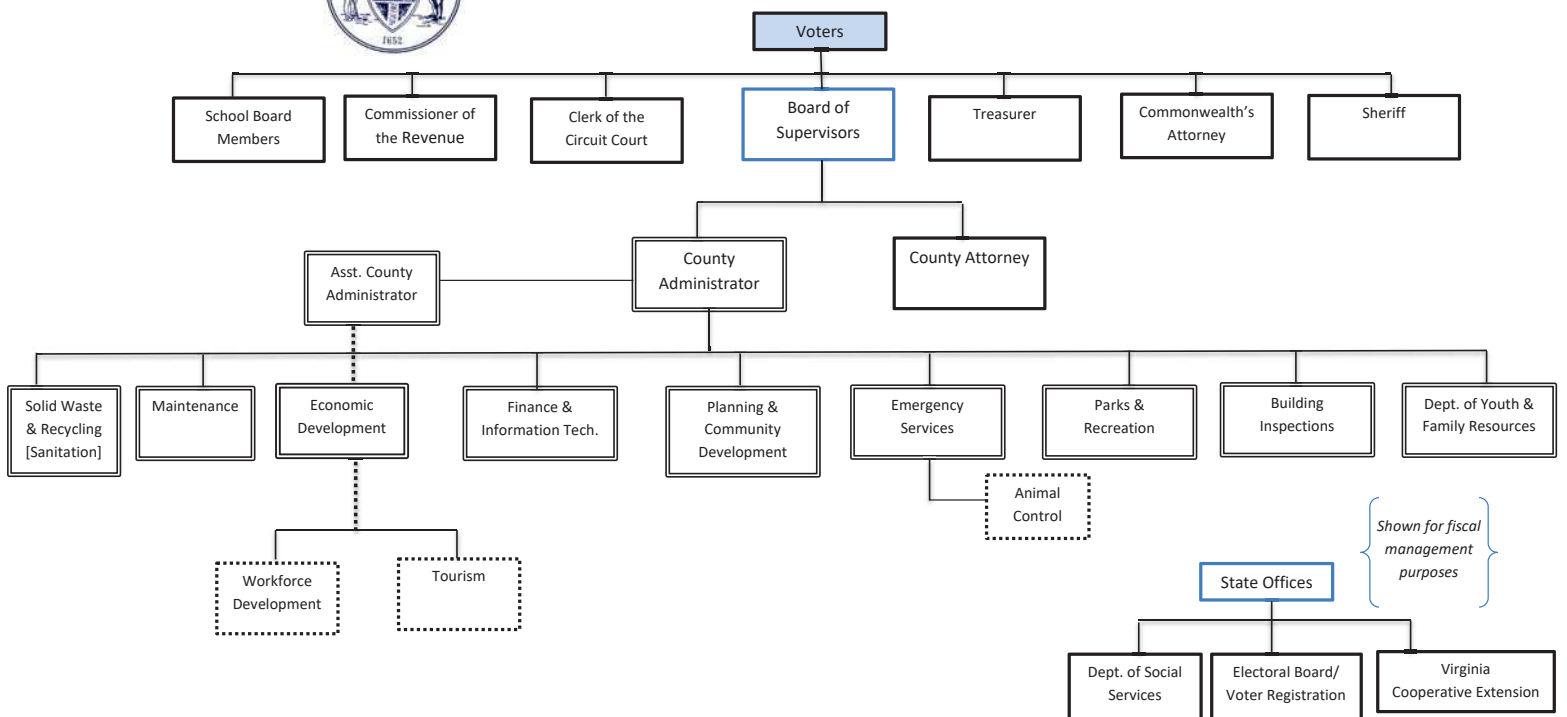 1652
Voters
School Board
Members
Commissioner of
the Revenue
Clerk of the
Circuit Court
Board of
Supervisors
Treasurer
Commonwealth's
Attorney
Sheriff
Asst. County
Administrator
County
Administrator
County Attorney
Solid Waste
& Recycling
[Sanitation]
Maintenance
Economic
Development
Finance &
Information Tech.
Planning &
Community
Development
Emergency
Services
Parks &
Recreation
Building
Inspections
Dept. of Youth &
Family Resources
Animal
Control
Workforce
Development
Tourism
Shown for fiscal
management
purposes
State Offices
Dept. of Social
Services
Electoral Board/
Voter Registration
Virginia
Cooperative Extension